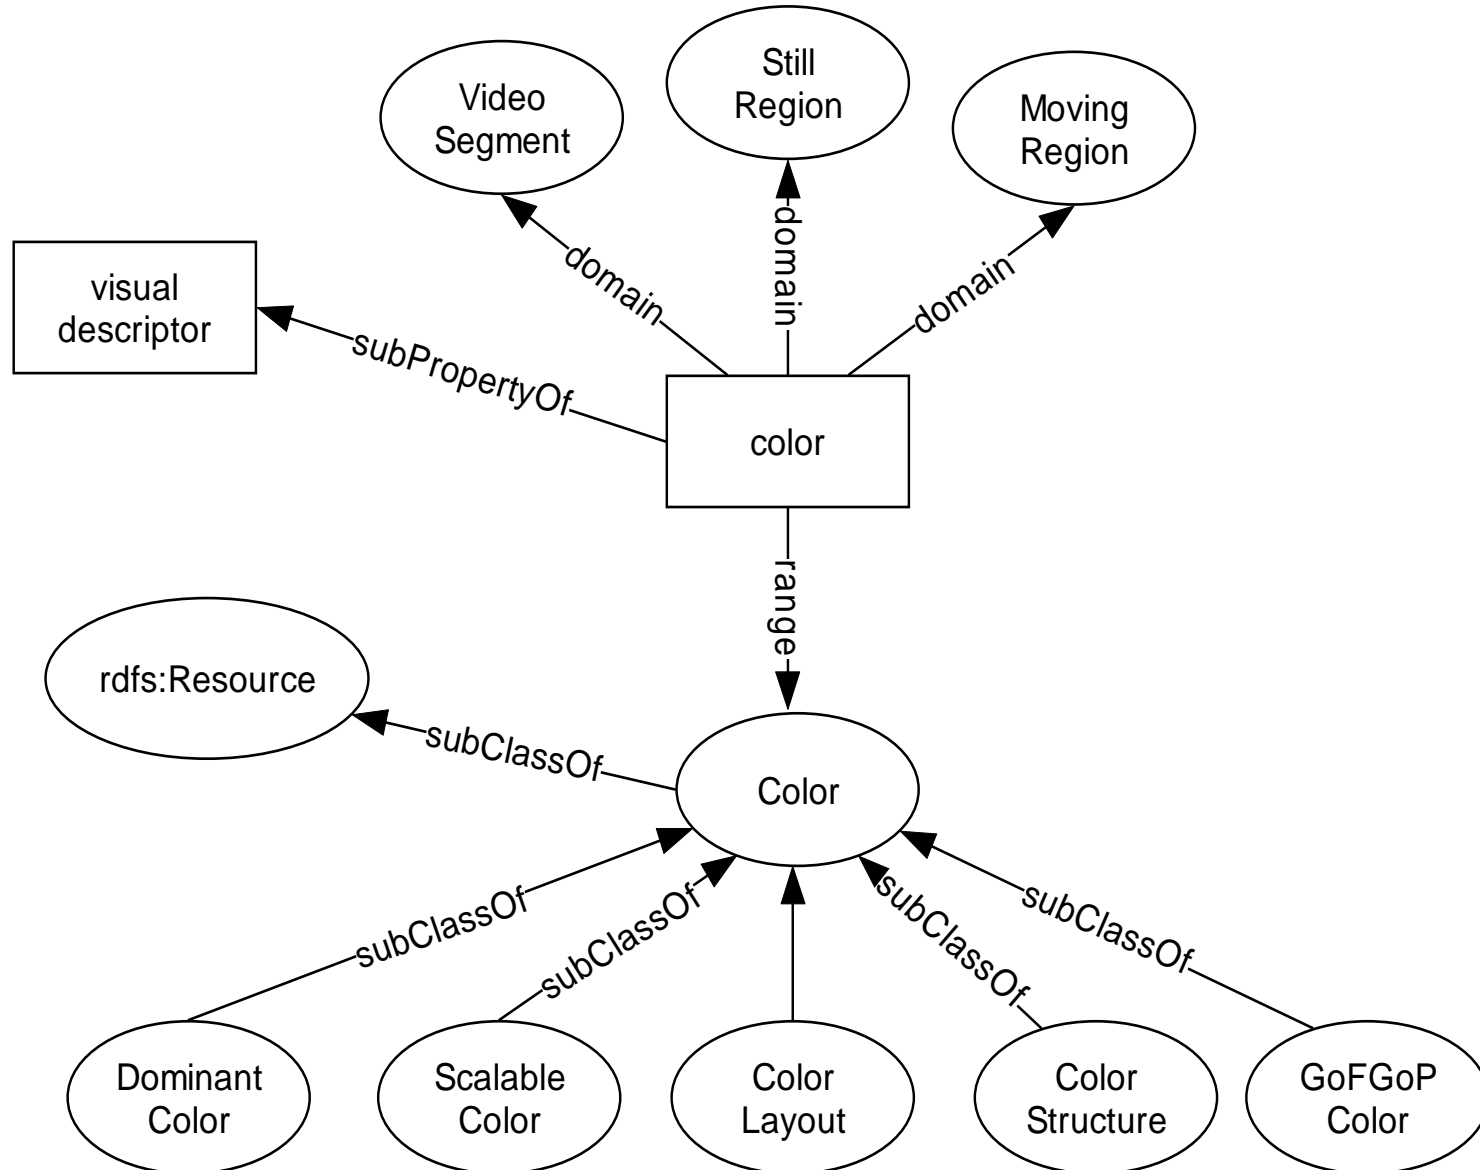 Still
Region
Video
Segment
Moving
Region
domain
domain
domain
visual
descriptor
subPropertyOf
color
range
rdfs:Resource
subClassOf
Color
subClassOf
subClassOf
subClassOf
subClassOf
Dominant
Color
Scalable
Color
Color
Layout
Color
Structure
GoFGoP
Color